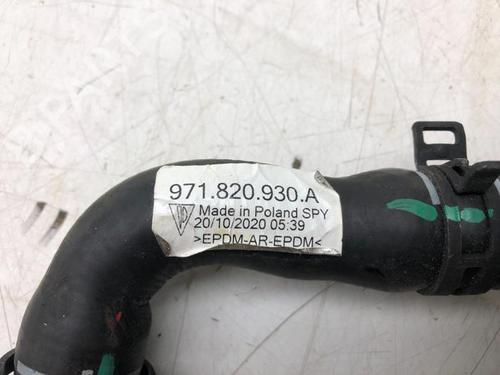 971.820.930.A
Made in Poland SPY
20/10/2020 05:39
>EPDM-AR-EPDM<